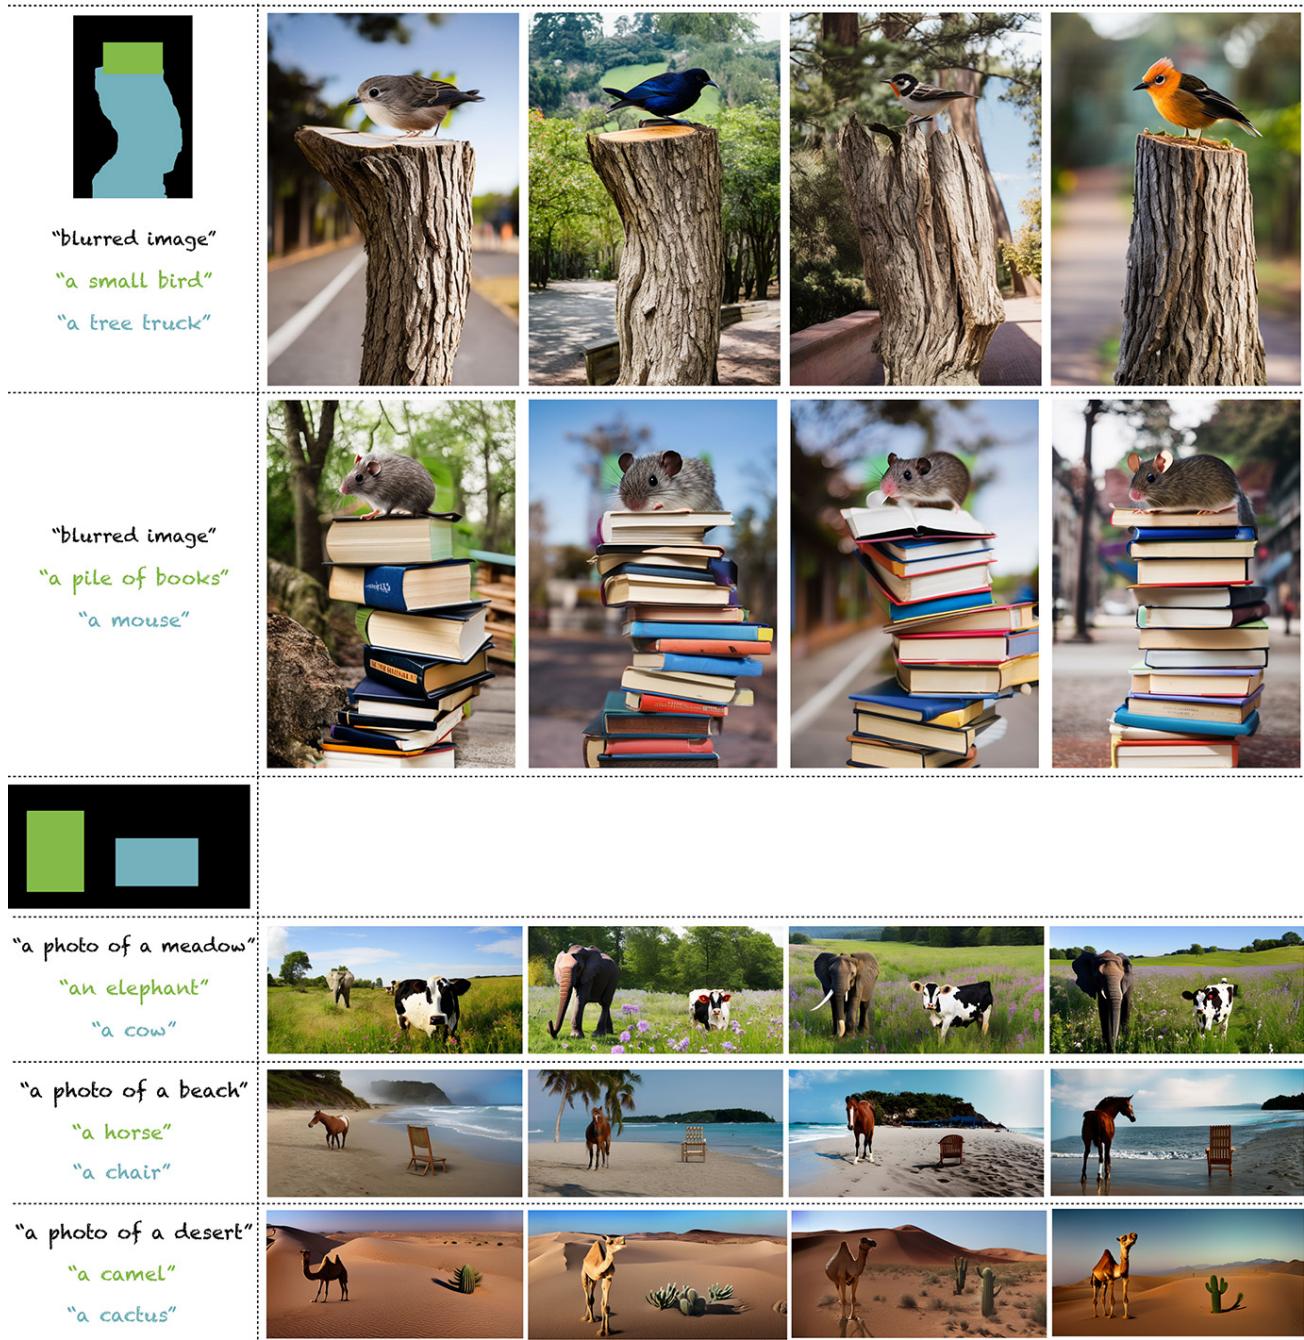 “blurred image”
“a small bird”
“a tree truck”
“blurred image”
“a pile of books”
“a mouse”
“a photo of a meadow”
“an elephant”
“a cow”
“a photo of a beach”
“a horse”
“a chair”
“a photo of a desert”
“a camel”
“a cactus”